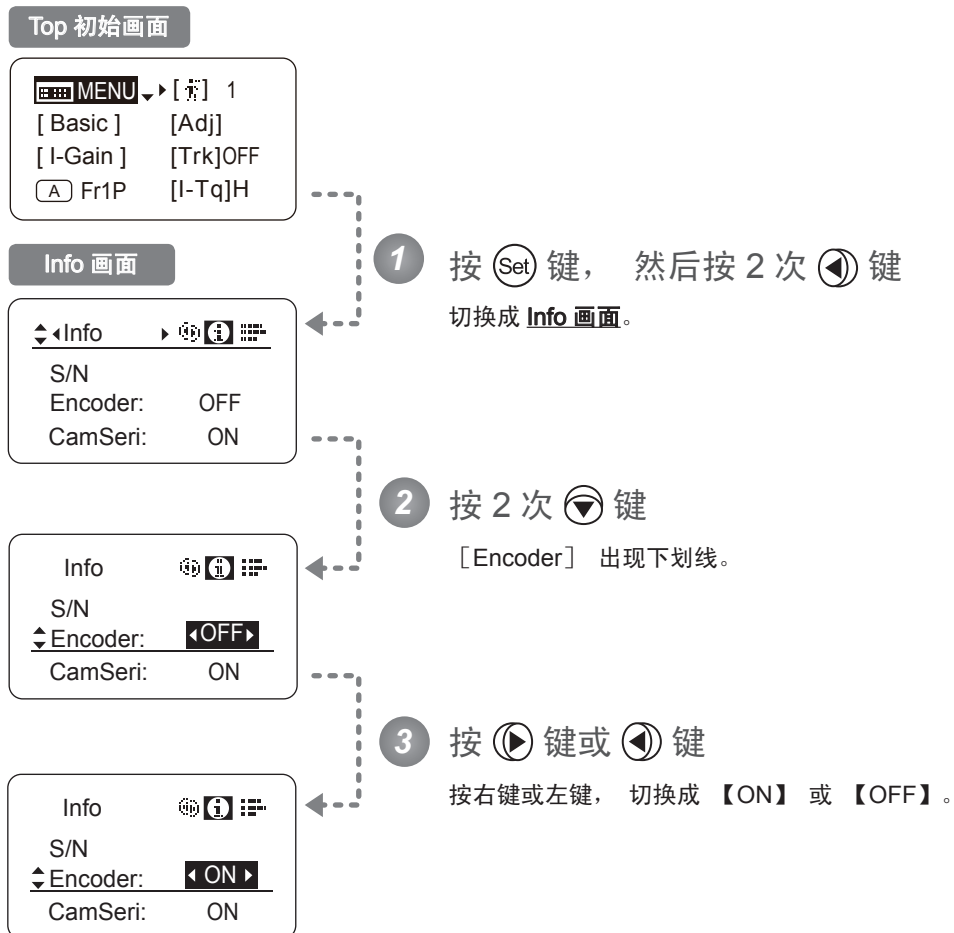 Top 初始画面
MENU [ ] 1
[ Basic ] [Adj]
[ I-Gain ] [Trk]OFF
A Fr1P [I-Tq]H
1 按 Set 键， 然后按 2 次 键
切换成 Info 画面。
Info 画面
Info
S/N
Encoder: OFF
CamSeri: ON
2 按 2 次 键
［Encoder］ 出现下划线。
Info
S/N
Encoder: OFF
CamSeri: ON
3 按 键或 键
按右键或左键， 切换成 【ON】 或 【OFF】。
Info
S/N
Encoder: ON
CamSeri: ON